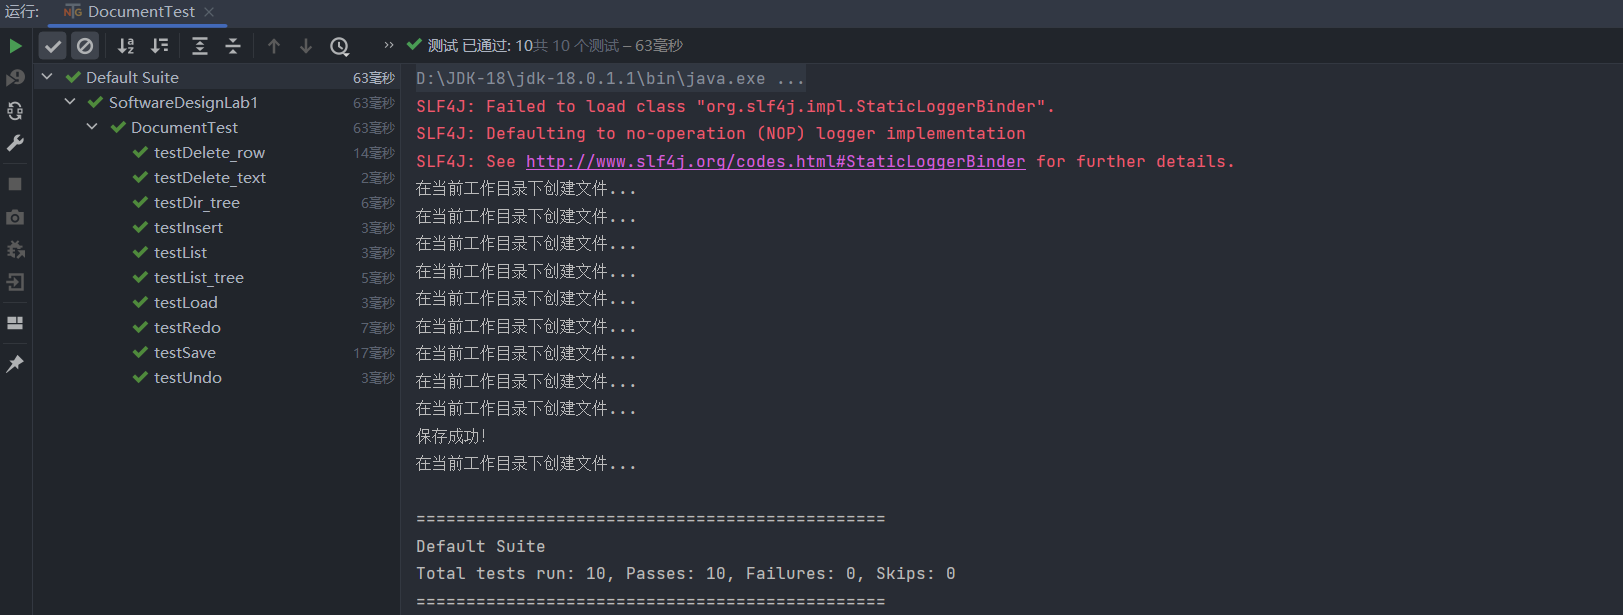 运行: DocumentTest
测试 已通过: 10共 10 个测试 – 63毫秒
Default Suite 63毫秒
SoftwareDesignLab1 63毫秒
DocumentTest 63毫秒
testDelete_row 14毫秒
testDelete_text 2毫秒
testDir_tree 6毫秒
testInsert 3毫秒
testList 3毫秒
testList_tree 5毫秒
testLoad 3毫秒
testRedo 7毫秒
testSave 17毫秒
testUndo 3毫秒
D:\JDK-18\jdk-18.0.1.1\bin\java.exe ...
SLF4J: Failed to load class "org.slf4j.impl.StaticLoggerBinder".
SLF4J: Defaulting to no-operation (NOP) logger implementation
SLF4J: See http://www.slf4j.org/codes.html#StaticLoggerBinder for further details.
在当前工作目录下创建文件...
在当前工作目录下创建文件...
在当前工作目录下创建文件...
在当前工作目录下创建文件...
在当前工作目录下创建文件...
在当前工作目录下创建文件...
在当前工作目录下创建文件...
在当前工作目录下创建文件...
在当前工作目录下创建文件...
保存成功!
在当前工作目录下创建文件...
===============================================
Default Suite
Total tests run: 10, Passes: 10, Failures: 0, Skips: 0
===============================================